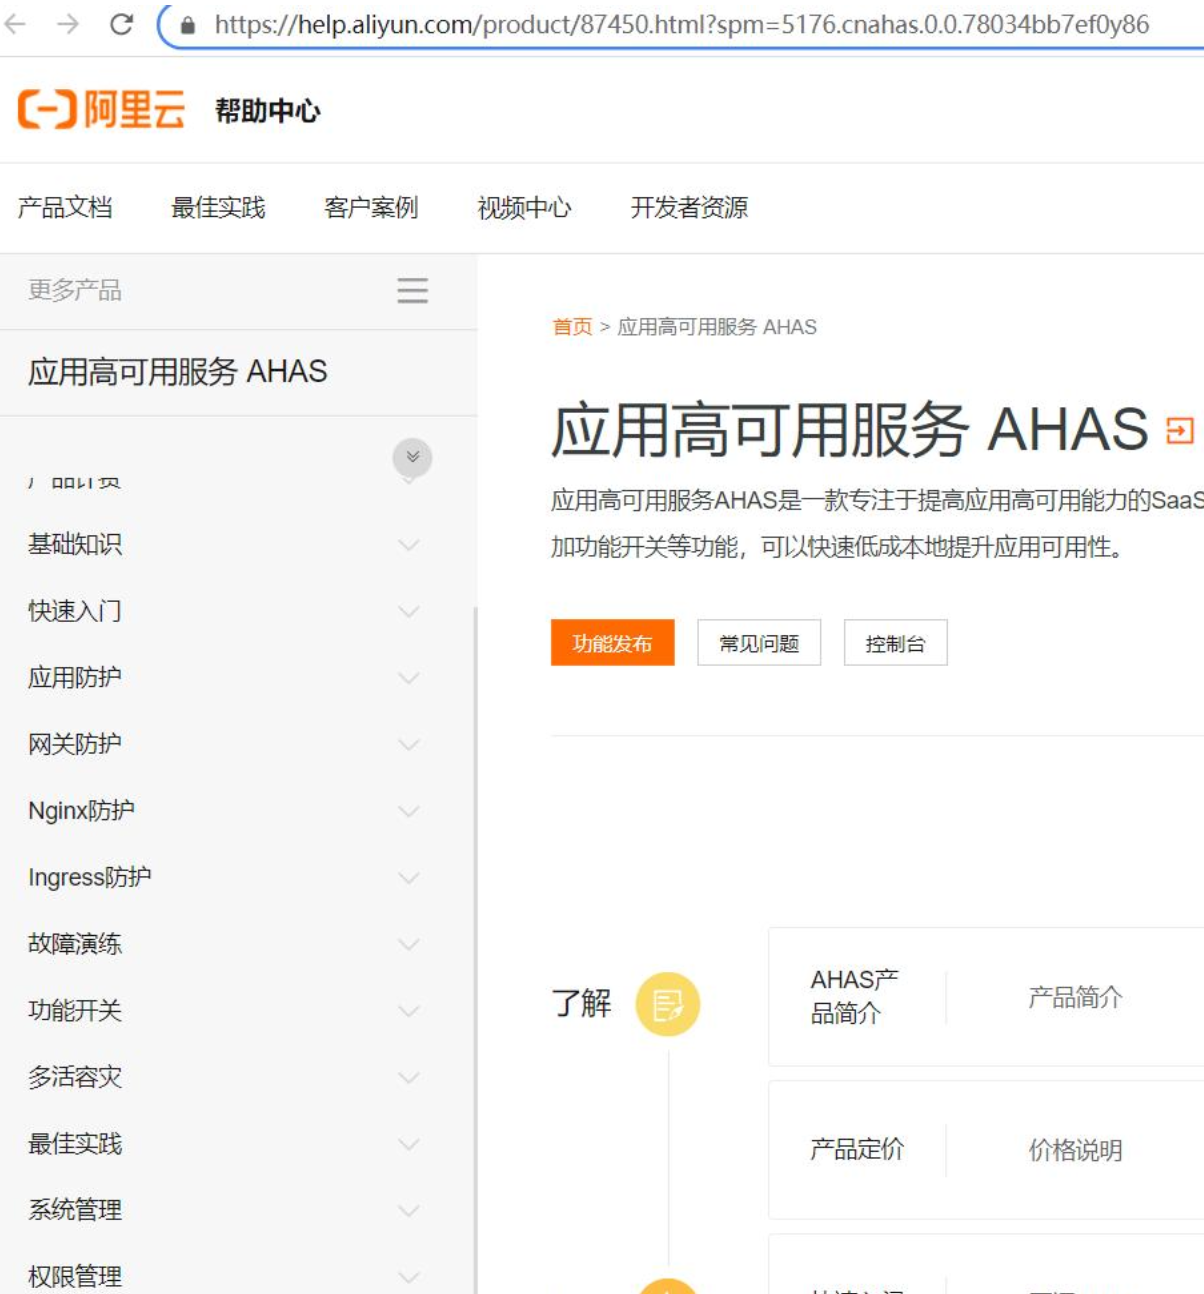 https://help.aliyun.com/product/87450.html?spm=5176.cnahas.0.0.78034bb7ef0y86
阿里云 帮助中心
产品文档 最佳实践 客户案例 视频中心 开发者资源
更多产品
应用高可用服务 AHAS
基础知识
快速入门
应用防护
网关防护
Nginx防护
Ingress防护
故障演练
功能开关
多活容灾
最佳实践
系统管理
权限管理
首页 > 应用高可用服务 AHAS
应用高可用服务 AHAS
应用高可用服务AHAS是一款专注于提高应用高可用能力的SaaS
加功能开关等功能，可以快速低成本地提升应用可用性。
功能发布 常见问题 控制台
了解
AHAS产
品简介
产品简介
产品定价 价格说明